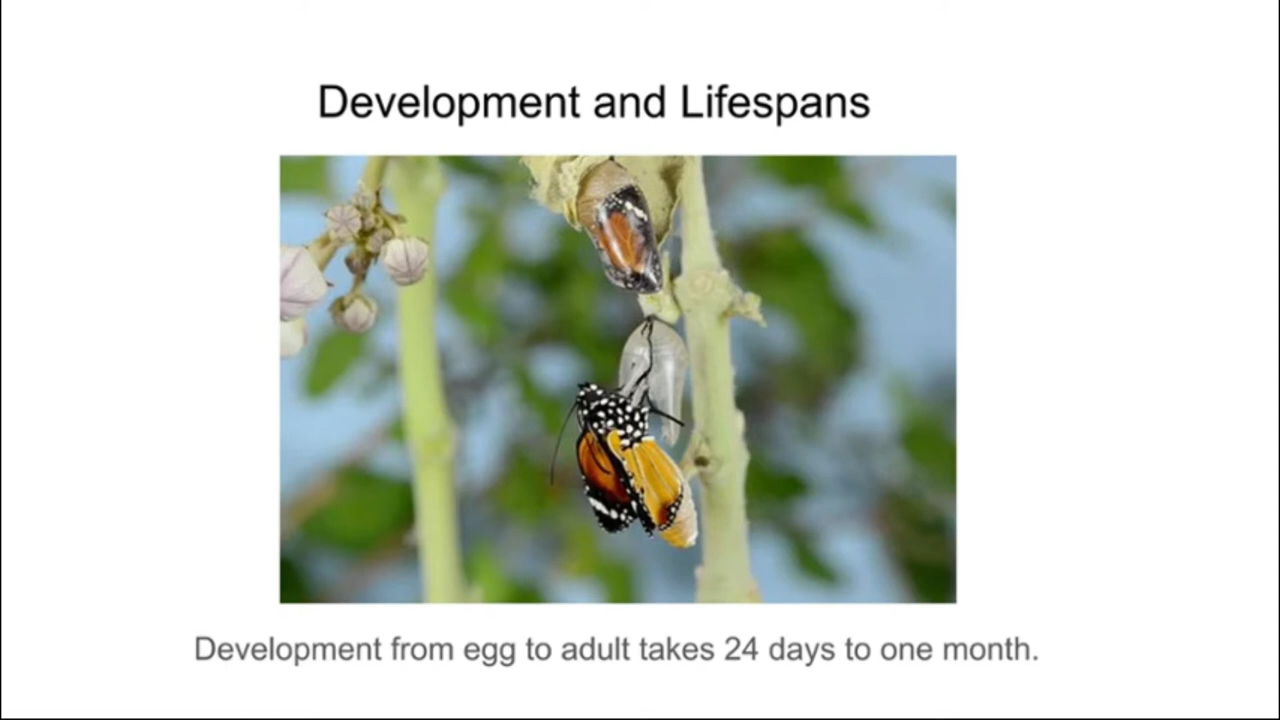 Development and Lifespans
Development from egg to adult takes 24 days to one month.